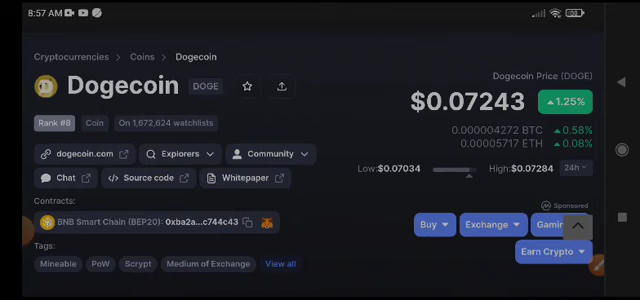 8:57 AM
Cryptocurrencies > Coins > Dogecoin
Dogecoin DOGE
Rank #8 Coin On 1,672,624 watchlists
dogecoin.com Explorers Community
Chat Source code Whitepaper
Contracts:
BNB Smart Chain (BEP20): 0xba2a...c744c43
Tags:
Mineable PoW Scrypt Medium of Exchange View all
Dogecoin Price (DOGE)
$0.07243 1.25%
0.000004272 BTC 0.58%
0.00005717 ETH 0.08%
Low:$0.07034 High:$0.07284 24h
Sponsored
Buy Exchange
Earn Crypto